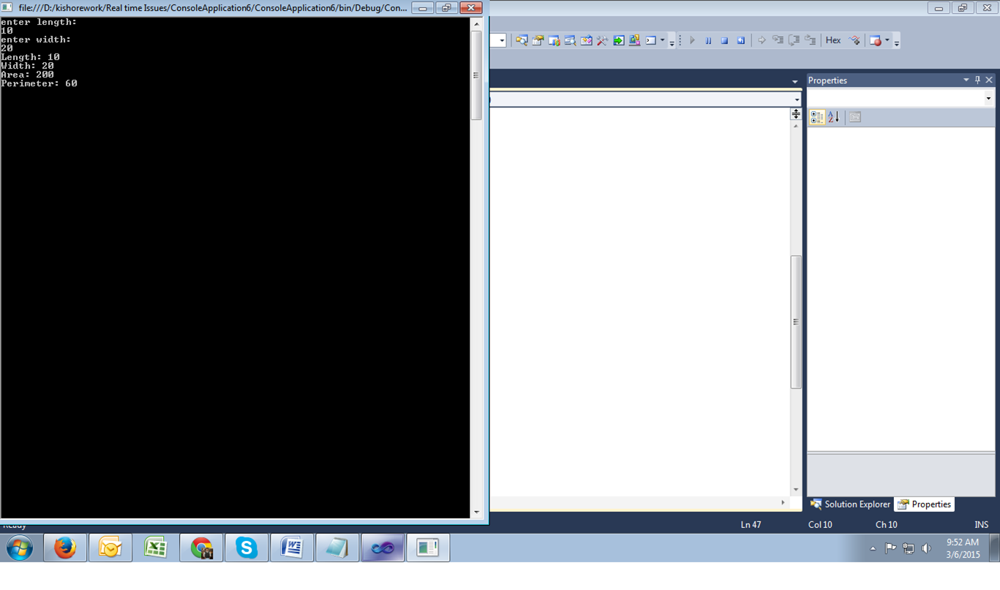 file:///D:/kishorework/Real time Issues/ConsoleApplication6/ConsoleApplication6/bin/Debug/Con...
enter length:
10
enter width:
20
Length: 10
Width: 20
Area: 200
Perimeter: 60
Hex
Properties
Solution Explorer
Properties
Ready
Ln 47
Col 10
Ch 10
INS
9:52 AM
3/6/2015